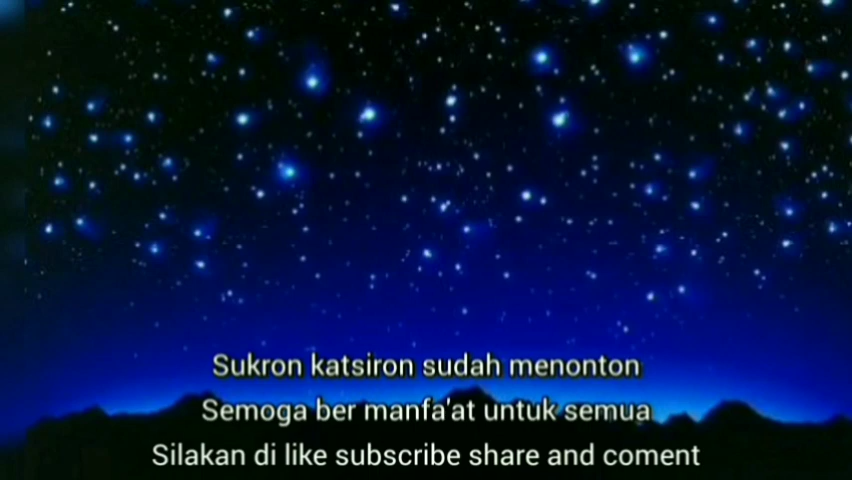 Sukron katsiron sudah menonton
Semoga ber manfa'at untuk semua
Silakan di like subscribe share and coment